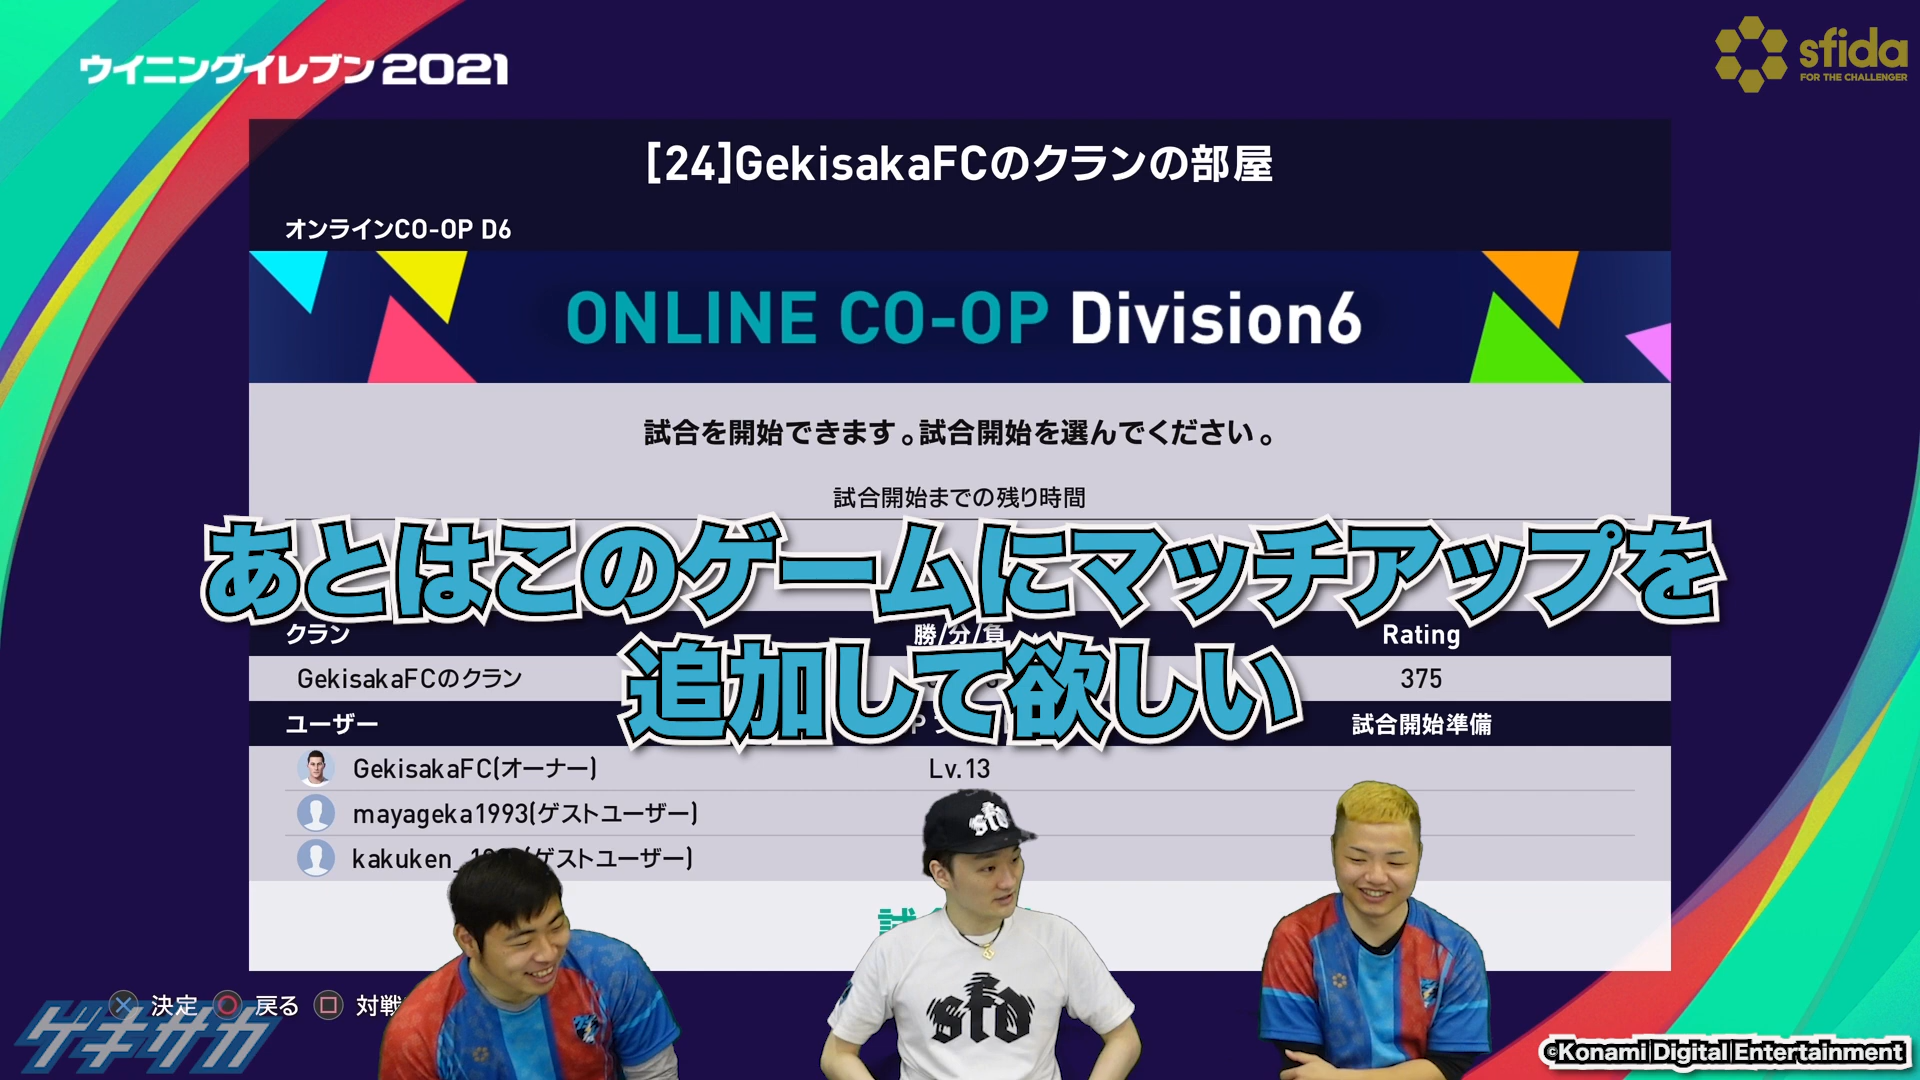 ウイニングイレブン 2021
sfida
FOR THE CHALLENGER
[24]GekisakaFCのクランの部屋
オンラインCO-OP D6
ONLINE CO-OP Division6
試合を開始できます。試合開始を選んでください。
試合開始までの残り時間
あとはこのゲームにマッチアップを
クラン 勝/分/負 Rating
追加して欲しい
GekisakaFCのクラン 375
ユーザー 試合開始準備
GekisakaFC(オーナー) Lv.13
mayageka1993(ゲストユーザー)
kakuken_ ゲストユーザー)
sfd
試
sfd
決定 戻る 対戦
ゲキサカ
©Konami Digital Entertainment